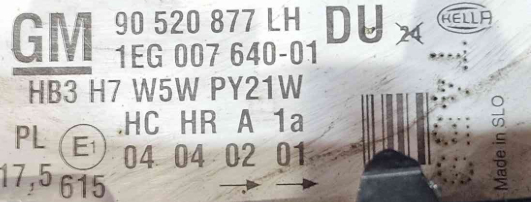 GM 90 520 877 LH DU 24 HELLA
1EG 007 640-01
HB3 H7 W5W PY21W
HC HR A 1a
PL E1 04 04 02 01
17,5 615
Made in SLO